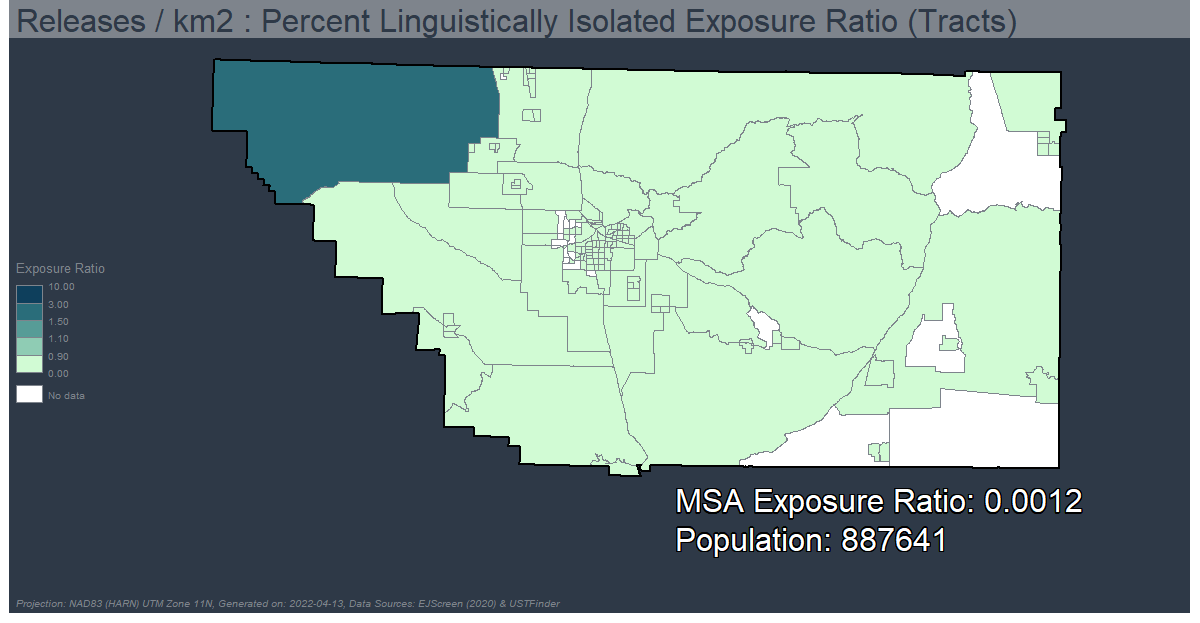 Releases / km2 : Percent Linguistically Isolated Exposure Ratio (Tracts)
Exposure Ratio
10.00
3.00
1.50
1.10
0.90
0.00
No data
MSA Exposure Ratio: 0.0012
Population: 887641
Projection: NAD83 (HARN) UTM Zone 11N, Generated on: 2022-04-13, Data Sources: EJScreen (2020) & USTFinder